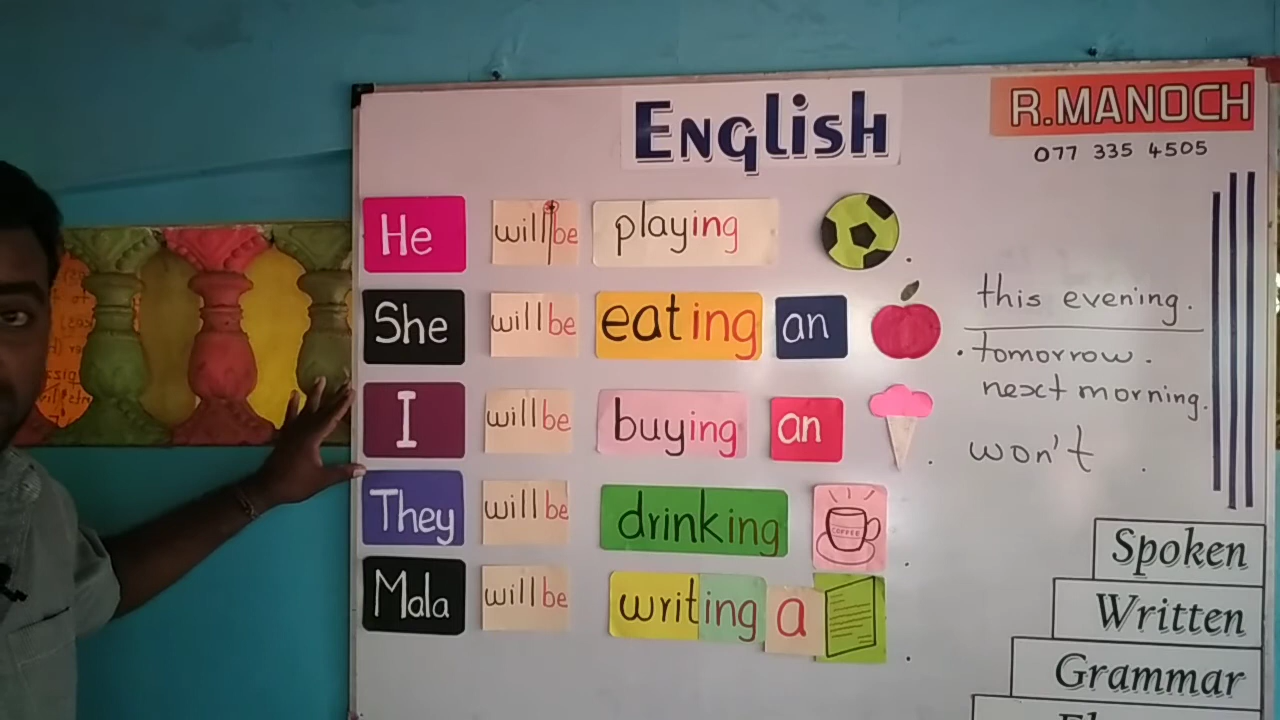 English
R.MANOCH
077 335 4505
He will be playing .
She will be eating an
I will be buying an .
They will be drinking COFFEE .
Mala will be writing a .
this evening.
. tomorrow.
next morning.
won't .
Spoken
Written
Grammar